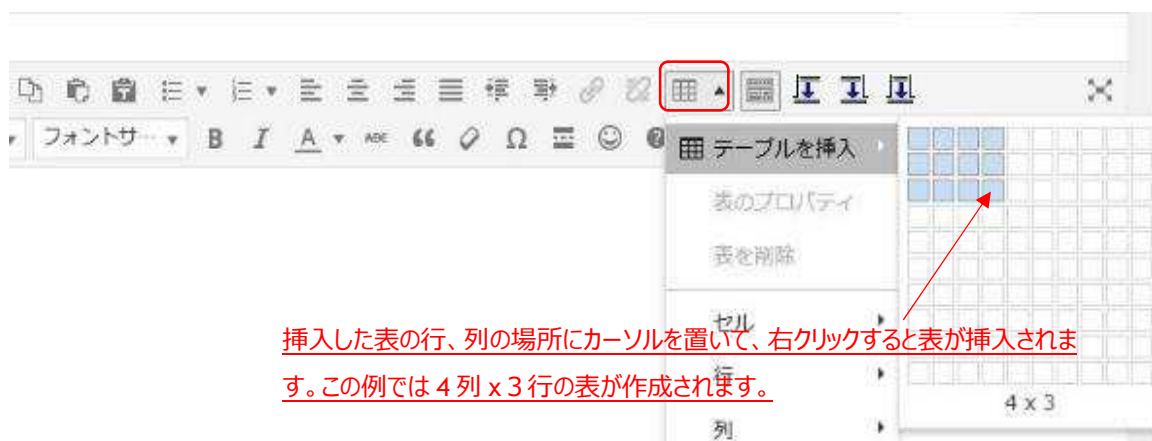 フォントサ…
B I A ABC Ω
テーブルを挿入
表のプロパティ
表を削除
セル
挿入した表の行、列の場所にカーソルを置いて、右クリックすると表が挿入されま
す。この例では４列ｘ３行の表が作成されます。
行
4 x 3
列